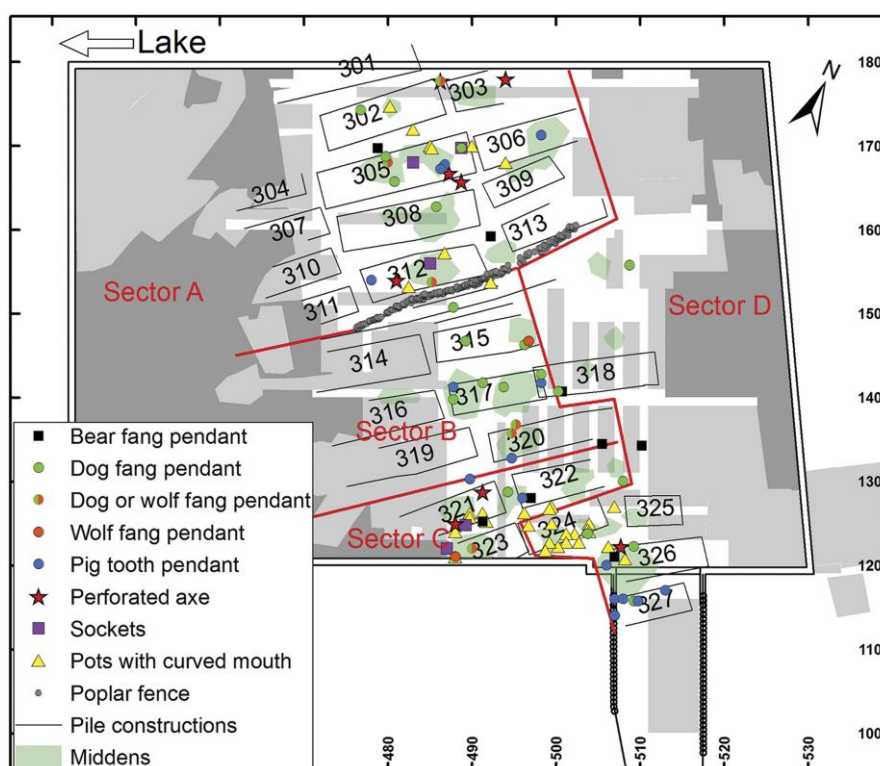 Lake
N
180
301
303
302
170
306
305
309
304
308
160
307
313
310
312
Sector A
Sector D
311
150
315
314
318
140
317
316
Sector B
320
319
130
322
321
325
324
Sector C
323
326
120
327
110
100
Bear fang pendant
Dog fang pendant
Dog or wolf fang pendant
Wolf fang pendant
Pig tooth pendant
Perforated axe
Sockets
Pots with curved mouth
Poplar fence
Pile constructions
Middens
-480
-490
-500
-510
-520
-530